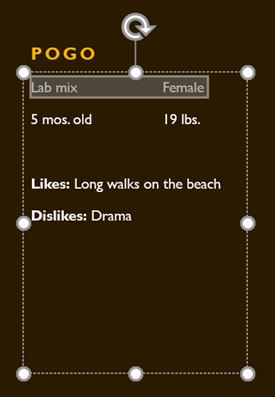 POGO
Lab mix Female
5 mos. old 19 lbs.
Likes: Long walks on the beach
Dislikes: Drama